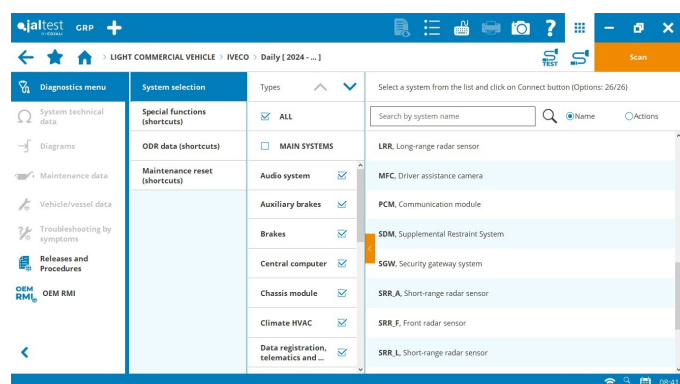 jaltest GRP
BY COJALI
?
> LIGHT COMMERCIAL VEHICLE > IVECO > Daily [ 2024 - ... ]
TEST
Scan
Diagnostics menu
System technical
data
Diagrams
Maintenance data
Vehicle/vessel data
Troubleshooting by
symptoms
Releases and
Procedures
OEM
RMI
OEM RMI
System selection
Special functions
(shortcuts)
ODR data (shortcuts)
Maintenance reset
(shortcuts)
Types
ALL
MAIN SYSTEMS
Audio system
Auxiliary brakes
Brakes
Central computer
Chassis module
Climate HVAC
Data registration,
telematics and ...
Select a system from the list and click on Connect button (Options: 26/26)
Search by system name
Name
Actions
LRR, Long-range radar sensor
MFC, Driver assistance camera
PCM, Communication module
SDM, Supplemental Restraint System
SGW, Security gateway system
SRR_A, Short-range radar sensor
SRR_F, Front radar sensor
SRR_L, Short-range radar sensor
08:41